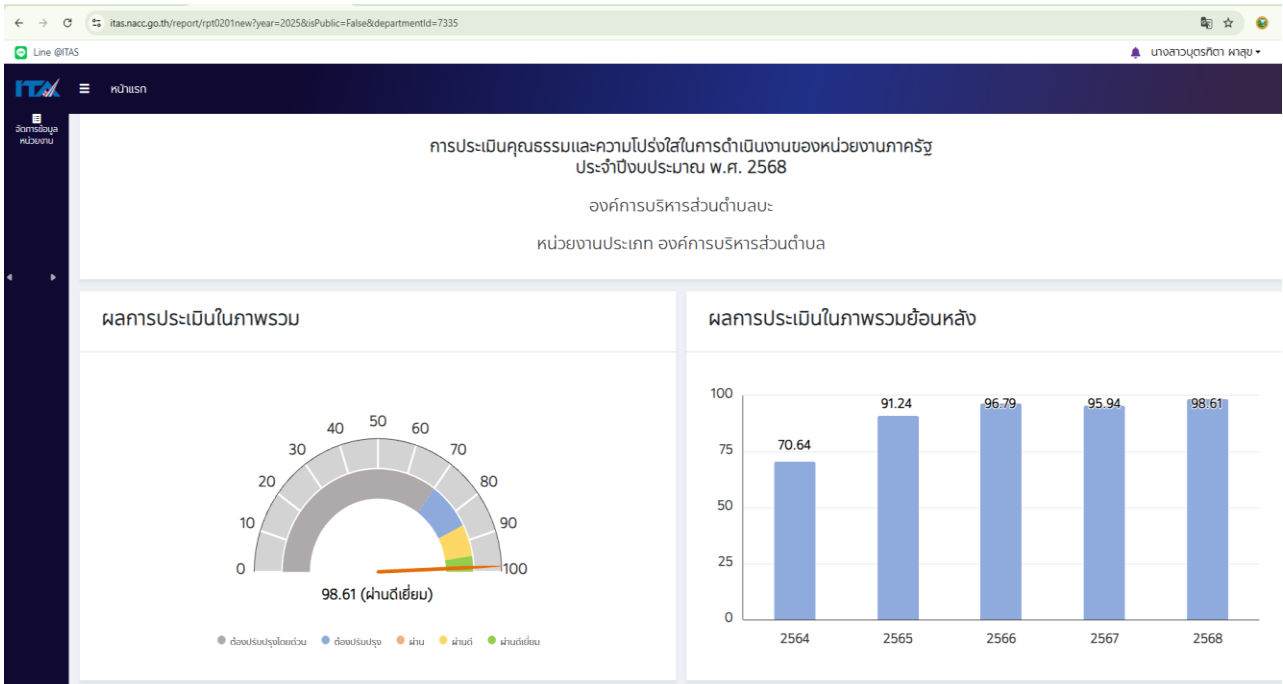 itas.nacc.go.th/report/rpt0201new?year=2025&isPublic=False&departmentId=7335
Line @ITAS
นางสาวบุตรทิตา ผาสุข
ITA
หน้าแรก
จัดการข้อมูล
หน่วยงาน
การประเมินคุณธรรมและความโปร่งใสในการดำเนินงานของหน่วยงานภาครัฐ
ประจำปีงบประมาณ พ.ศ. 2568
องค์การบริหารส่วนตำบลบะ
หน่วยงานประเภท องค์การบริหารส่วนตำบล
ผลการประเมินในภาพรวม
0
10
20
30
40
50
60
70
80
90
100
98.61 (ผ่านดีเยี่ยม)
ต้องปรับปรุงโดยด่วน ต้องปรับปรุง ผ่าน ผ่านดี ผ่านดีเยี่ยม
ผลการประเมินในภาพรวมย้อนหลัง
100
75
50
25
0
70.64 91.24 96.79 95.94 98.61
2564 2565 2566 2567 2568